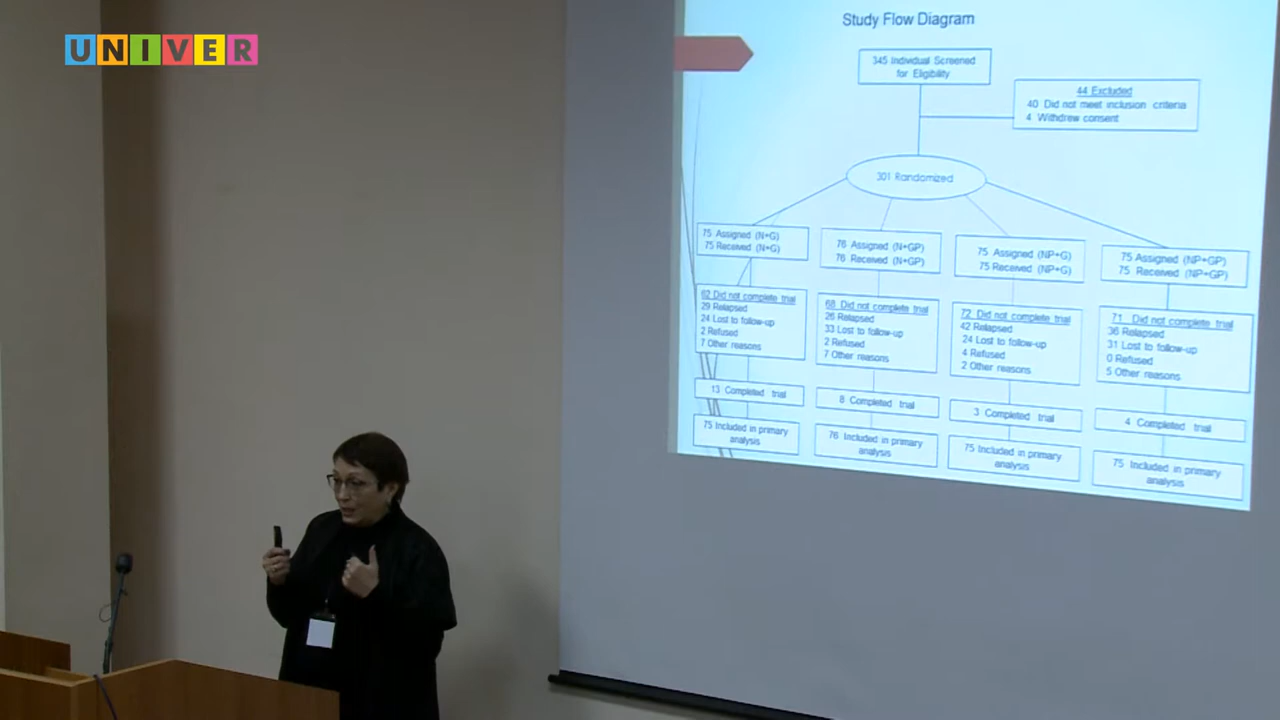 UNIVER
Study Flow Diagram
345 Individual Screened
for Eligibility
44 Excluded
40 Did not meet inclusion criteria
4 Withdrew consent
301 Randomized
75 Assigned (N+G)
75 Received (N+G)
76 Assigned (N+GP)
76 Received (N+GP)
75 Assigned (NP+G)
75 Received (NP+G)
75 Assigned (NP+GP)
75 Received (NP+GP)
62 Did not complete trial
29 Relapsed
24 Lost to follow-up
2 Refused
7 Other reasons
68 Did not complete trial
26 Relapsed
33 Lost to follow-up
2 Refused
7 Other reasons
72 Did not complete trial
42 Relapsed
24 Lost to follow-up
4 Refused
2 Other reasons
71 Did not complete trial
36 Relapsed
31 Lost to follow-up
0 Refused
5 Other reasons
13 Completed trial
8 Completed trial
3 Completed trial
4 Completed trial
75 Included in primary
analysis
76 Included in primary
analysis
75 Included in primary
analysis
75 Included in primary
analysis